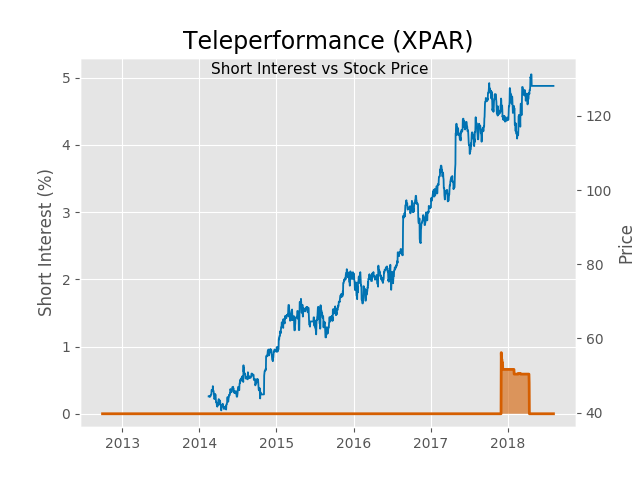 Teleperformance (XPAR)
Short Interest vs Stock Price
Short Interest (%)
5
4
3
2
1
0
120
100
80
60
40
Price
2013 2014 2015 2016 2017 2018